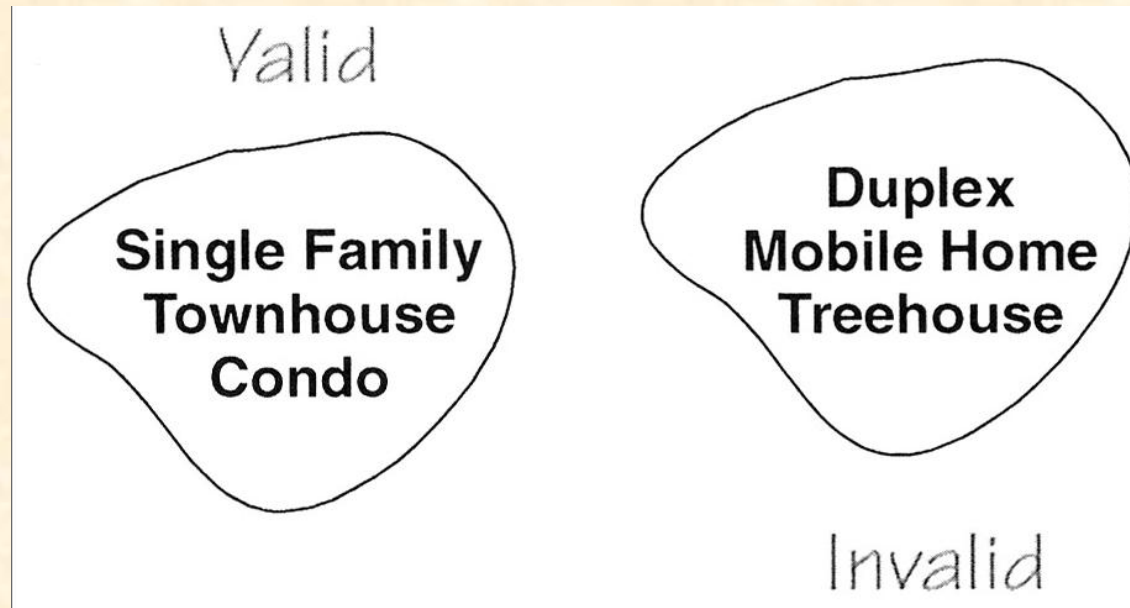 Valid
Single Family
Townhouse
Condo
Duplex
Mobile Home
Treehouse
Invalid